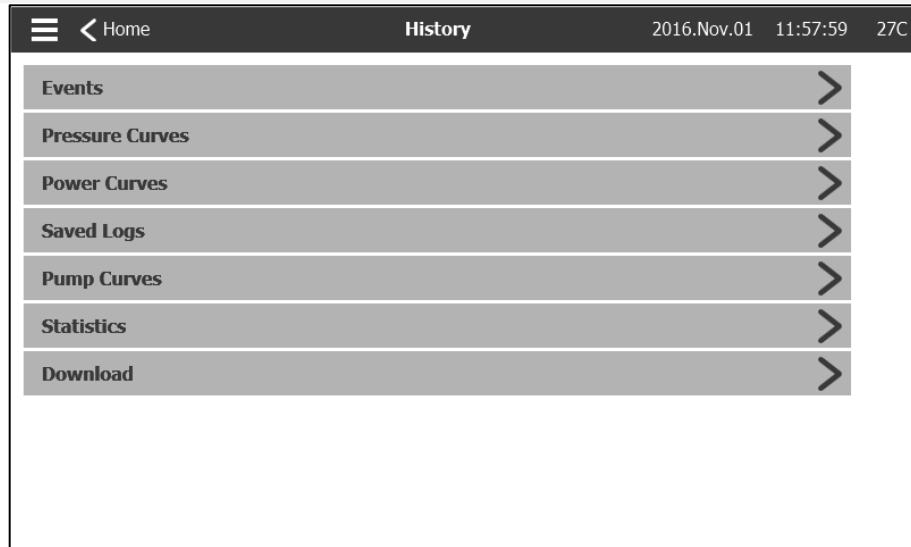 Home History 2016.Nov.01 11:57:59 27C
Events
Pressure Curves
Power Curves
Saved Logs
Pump Curves
Statistics
Download